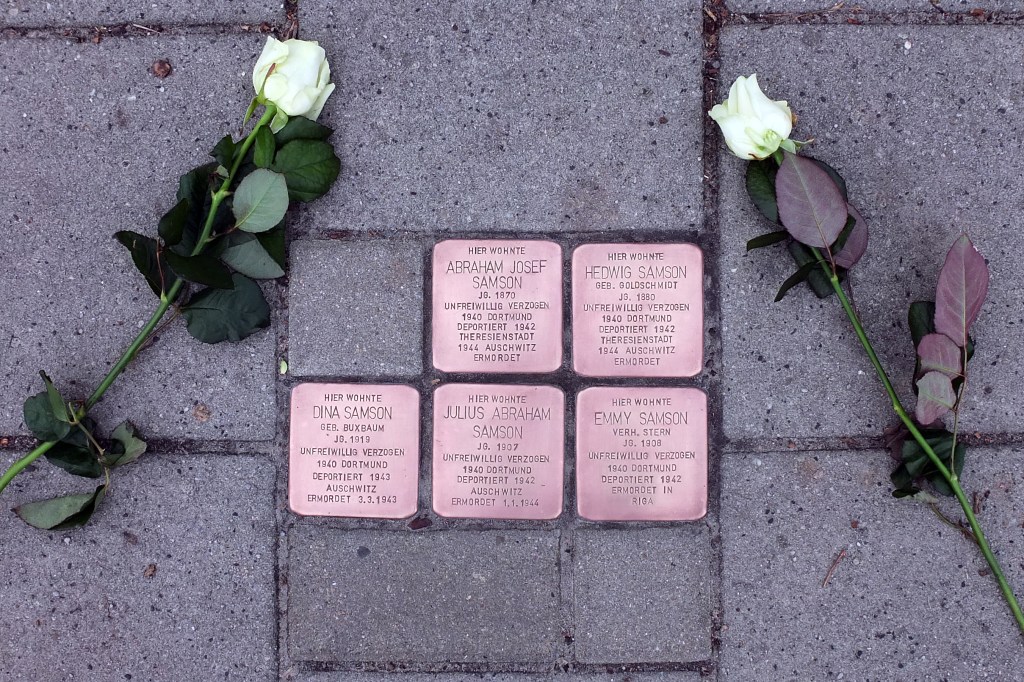 HIER WOHNTE
ABRAHAM JOSEF
SAMSON
JG. 1870
UNFREIWILLIG VERZOGEN
1940 DORTMUND
DEPORTIERT 1942
THERESIENSTADT
1944 AUSCHWITZ
ERMORDET
HIER WOHNTE
HEDWIG SAMSON
GEB. GOLDSCHMIDT
JG. 1880
UNFREIWILLIG VERZOGEN
1940 DORTMUND
DEPORTIERT 1942
THERESIENSTADT
1944 AUSCHWITZ
ERMORDET
HIER WOHNTE
DINA SAMSON
GEB. BUXBAUM
JG. 1919
UNFREIWILLIG VERZOGEN
1940 DORTMUND
DEPORTIERT 1943
AUSCHWITZ
ERMORDET 3.3.1943
HIER WOHNTE
JULIUS ABRAHAM
SAMSON
JG. 1907
UNFREIWILLIG VERZOGEN
1940 DORTMUND
DEPORTIERT 1942
AUSCHWITZ
ERMORDET 1.1.1944
HIER WOHNTE
EMMY SAMSON
VERH. STERN
JG. 1908
UNFREIWILLIG VERZOGEN
1940 DORTMUND
DEPORTIERT 1942
ERMORDET IN
RIGA